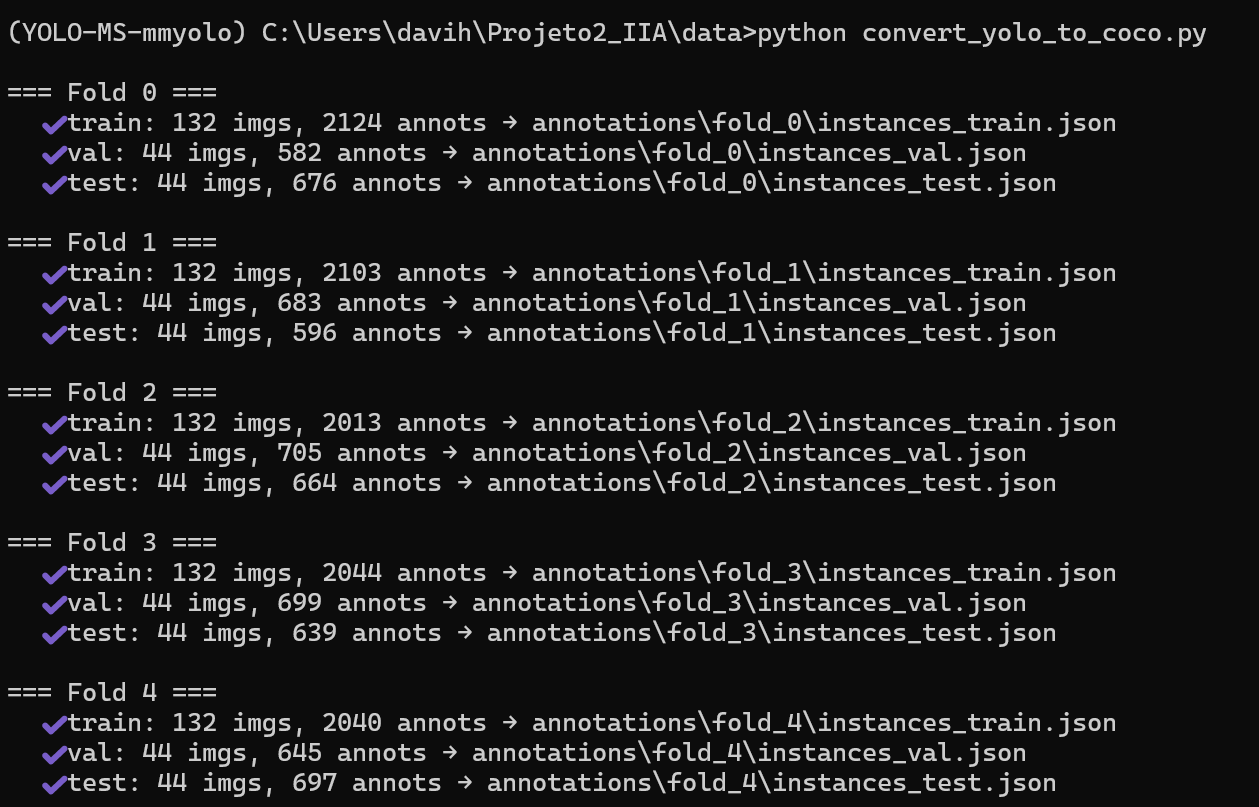 (YOLO-MS-mmyolo) C:\Users\davih\Projeto2_IIA\data>python convert_yolo_to_coco.py
=== Fold 0 ===
✔train: 132 imgs, 2124 annots → annotations\fold_0\instances_train.json
✔val: 44 imgs, 582 annots → annotations\fold_0\instances_val.json
✔test: 44 imgs, 676 annots → annotations\fold_0\instances_test.json
=== Fold 1 ===
✔train: 132 imgs, 2103 annots → annotations\fold_1\instances_train.json
✔val: 44 imgs, 683 annots → annotations\fold_1\instances_val.json
✔test: 44 imgs, 596 annots → annotations\fold_1\instances_test.json
=== Fold 2 ===
✔train: 132 imgs, 2013 annots → annotations\fold_2\instances_train.json
✔val: 44 imgs, 705 annots → annotations\fold_2\instances_val.json
✔test: 44 imgs, 664 annots → annotations\fold_2\instances_test.json
=== Fold 3 ===
✔train: 132 imgs, 2044 annots → annotations\fold_3\instances_train.json
✔val: 44 imgs, 699 annots → annotations\fold_3\instances_val.json
✔test: 44 imgs, 639 annots → annotations\fold_3\instances_test.json
=== Fold 4 ===
✔train: 132 imgs, 2040 annots → annotations\fold_4\instances_train.json
✔val: 44 imgs, 645 annots → annotations\fold_4\instances_val.json
✔test: 44 imgs, 697 annots → annotations\fold_4\instances_test.json